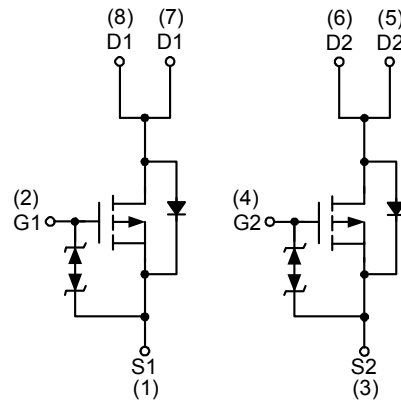 (8) (7)
D1 D1
(6) (5)
D2 D2
(2)
G1
(4)
G2
S1
(1)
S2
(3)